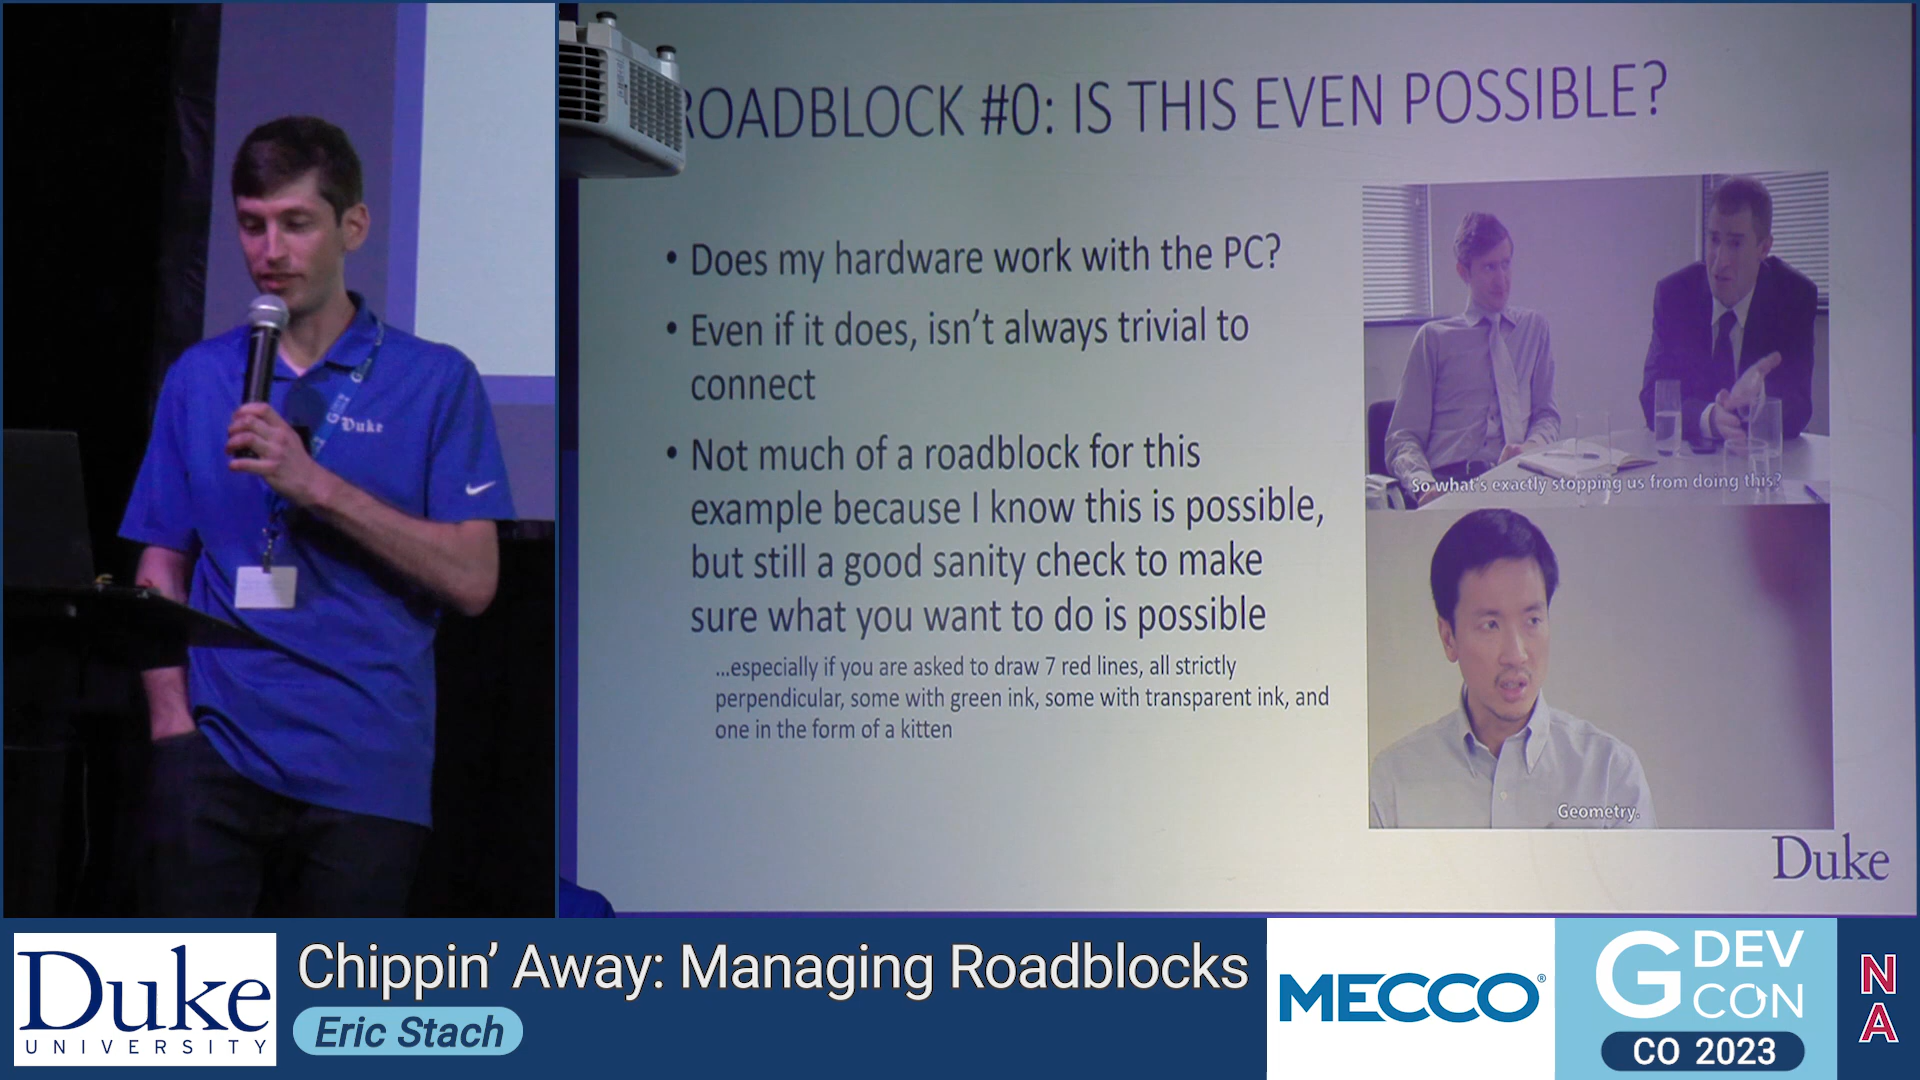 ROADBLOCK #0: IS THIS EVEN POSSIBLE?
• Does my hardware work with the PC?
• Even if it does, isn't always trivial to
connect
• Not much of a roadblock for this
example because I know this is possible,
but still a good sanity check to make
sure what you want to do is possible
...especially if you are asked to draw 7 red lines, all strictly
perpendicular, some with green ink, some with transparent ink, and
one in the form of a kitten
So what's exactly stopping us from doing this?
Geometry.
Duke
Duke
Duke
UNIVERSITY
Chippin' Away: Managing Roadblocks
Eric Stach
MECCO®
G DEV
CON
CO 2023
NA